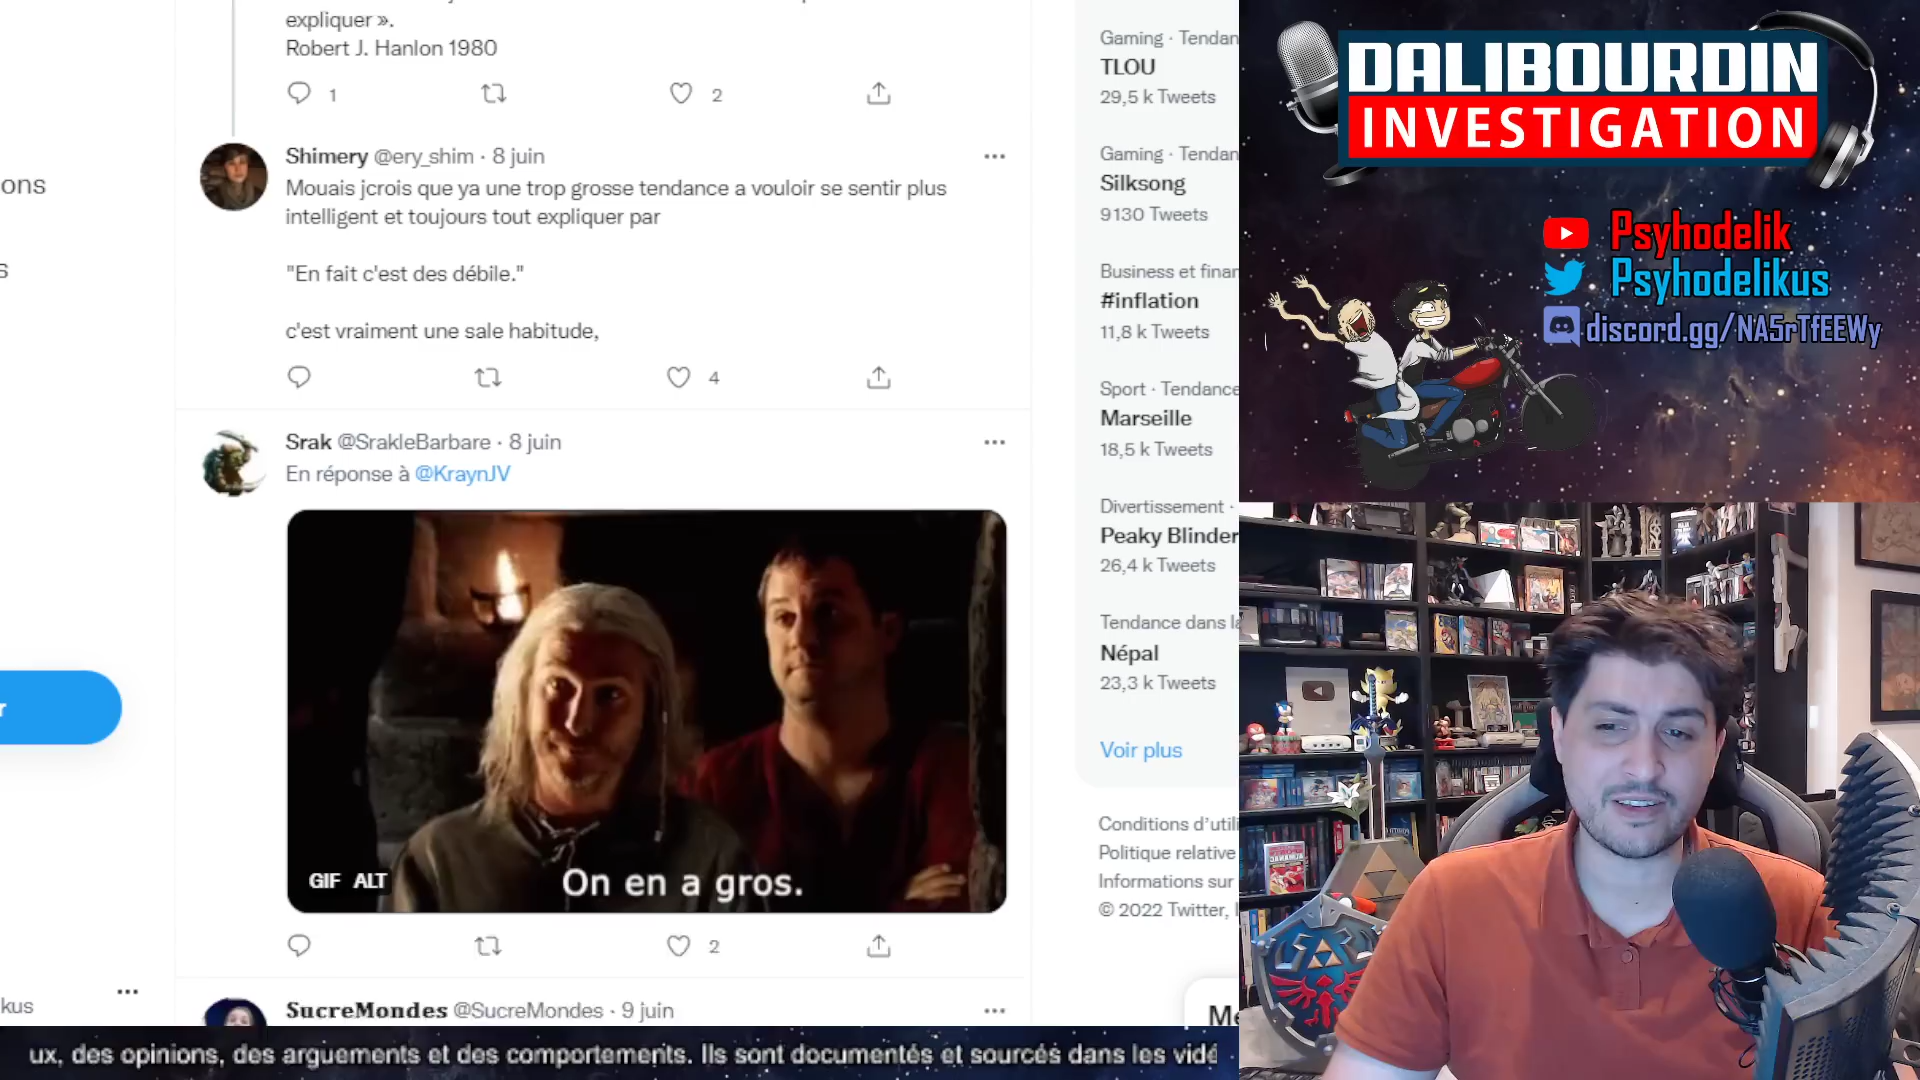 expliquer ».
Robert J. Hanlon 1980
1
2
Shimery @ery_shim · 8 juin
Mouais jcrois que ya une trop grosse tendance a vouloir se sentir plus
intelligent et toujours tout expliquer par
"En fait c'est des débile."
c'est vraiment une sale habitude,
4
Srak @SrakleBarbare · 8 juin
En réponse à @KraynJV
GIF ALT
On en a gros.
2
SucreMondes @SucreMondes · 9 juin
ons
s
r
kus
Gaming · Tendan
TLOU
29,5 k Tweets
Gaming · Tendan
Silksong
9130 Tweets
Business et finan
#inflation
11,8 k Tweets
Sport · Tendance
Marseille
18,5 k Tweets
Divertissement ·
Peaky Blinder
26,4 k Tweets
Tendance dans la
Népal
23,3 k Tweets
Voir plus
Conditions d'utili
Politique relative
Informations sur
© 2022 Twitter,
Me
DALIBOURDIN
INVESTIGATION
Psyhodelik
Psyhodelikus
discord.gg/NA5rTfEEWy
ux, des opinions, des arguements et des comportements. Ils sont documentés et sourcés dans les vidé